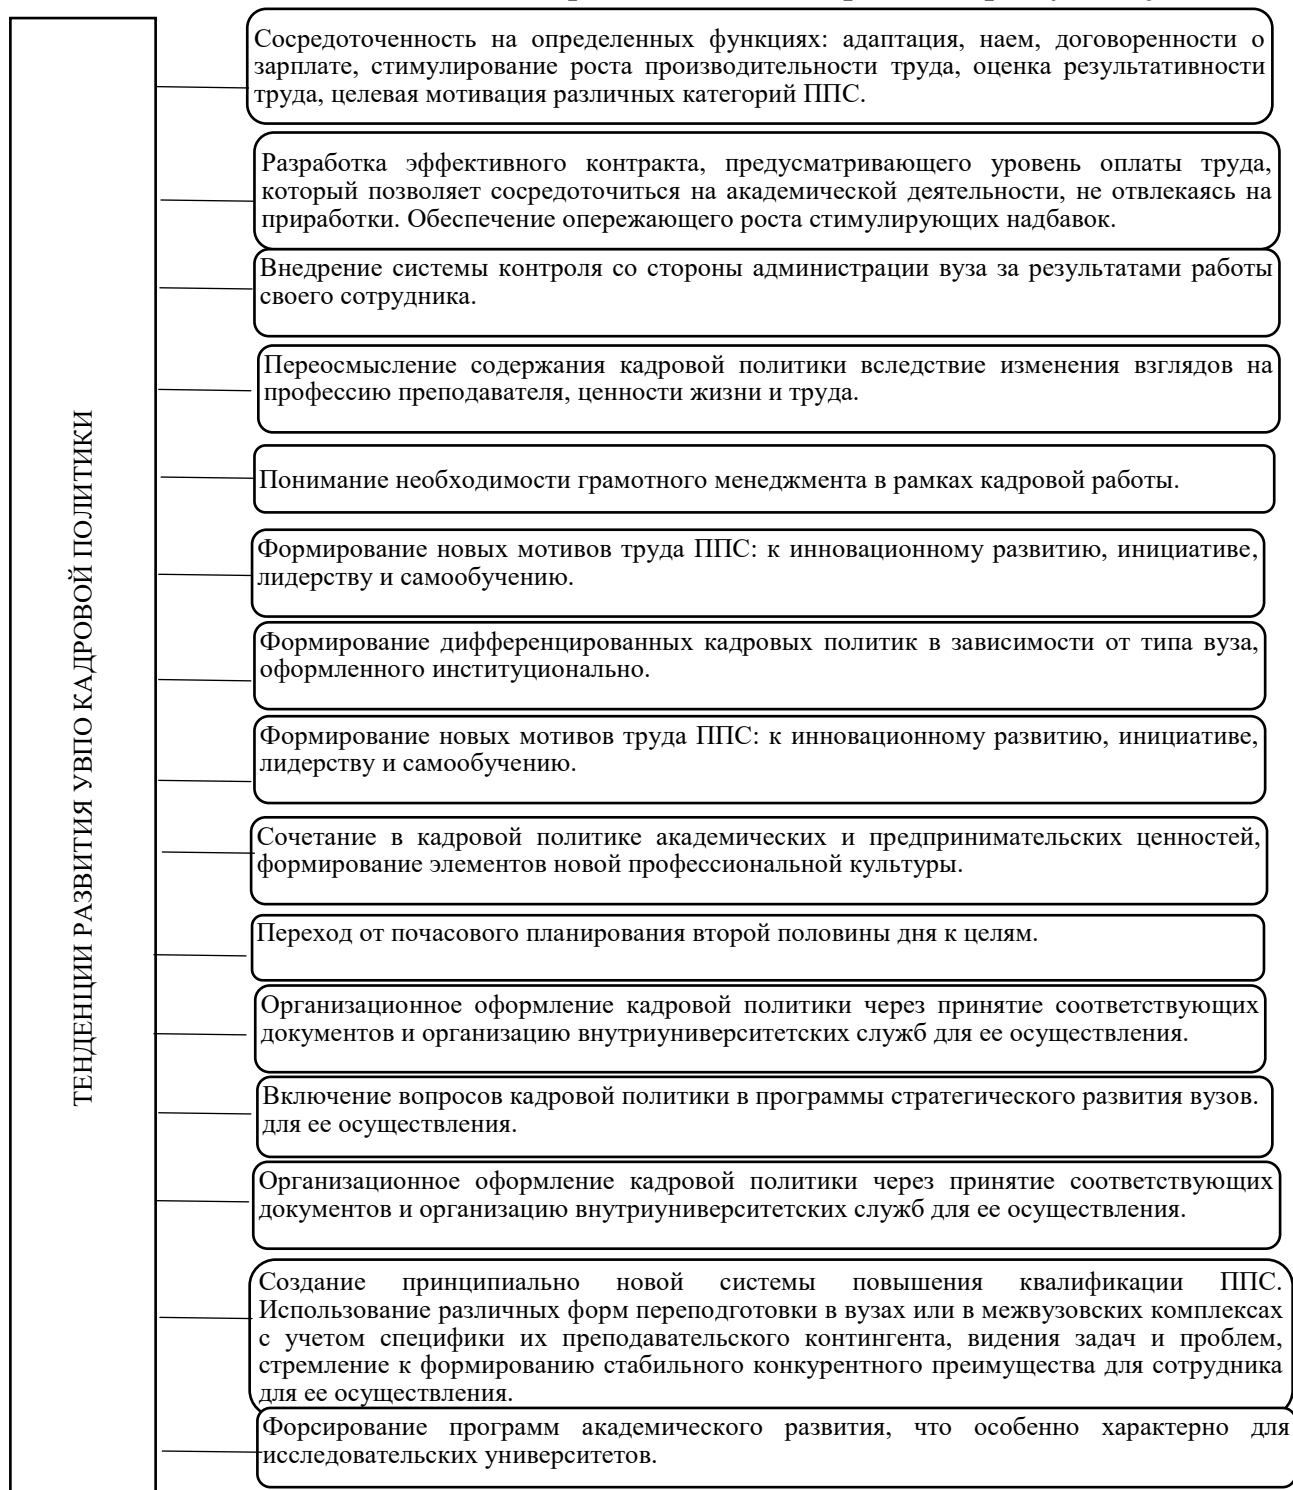 ТЕНДЕНЦИИ РАЗВИТИЯ УВПО КАДРОВОЙ ПОЛИТИКИ
Сосредоточенность на определенных функциях: адаптация, наем, договоренности о
зарплате, стимулирование роста производительности труда, оценка результативности
труда, целевая мотивация различных категорий ППС.
Разработка эффективного контракта, предусматривающего уровень оплаты труда,
который позволяет сосредоточиться на академической деятельности, не отвлекаясь на
приработки. Обеспечение опережающего роста стимулирующих надбавок.
Внедрение системы контроля со стороны администрации вуза за результатами работы
своего сотрудника.
Переосмысление содержания кадровой политики вследствие изменения взглядов на
профессию преподавателя, ценности жизни и труда.
Понимание необходимости грамотного менеджмента в рамках кадровой работы.
Формирование новых мотивов труда ППС: к инновационному развитию, инициативе,
лидерству и самообучению.
Формирование дифференцированных кадровых политик в зависимости от типа вуза,
оформленного институционально.
Формирование новых мотивов труда ППС: к инновационному развитию, инициативе,
лидерству и самообучению.
Сочетание в кадровой политике академических и предпринимательских ценностей,
формирование элементов новой профессиональной культуры.
Переход от почасового планирования второй половины дня к целям.
Организационное оформление кадровой политики через принятие соответствующих
документов и организацию внутриуниверситетских служб для ее осуществления.
Включение вопросов кадровой политики в программы стратегического развития вузов.
для ее осуществления.
Организационное оформление кадровой политики через принятие соответствующих
документов и организацию внутриуниверситетских служб для ее осуществления.
Создание принципиально новой системы повышения квалификации ППС.
Использование различных форм переподготовки в вузах или в межвузовских комплексах
с учетом специфики их преподавательского контингента, видения задач и проблем,
стремление к формированию стабильного конкурентного преимущества для сотрудника
для ее осуществления.
Форсирование программ академического развития, что особенно характерно для
исследовательских университетов.